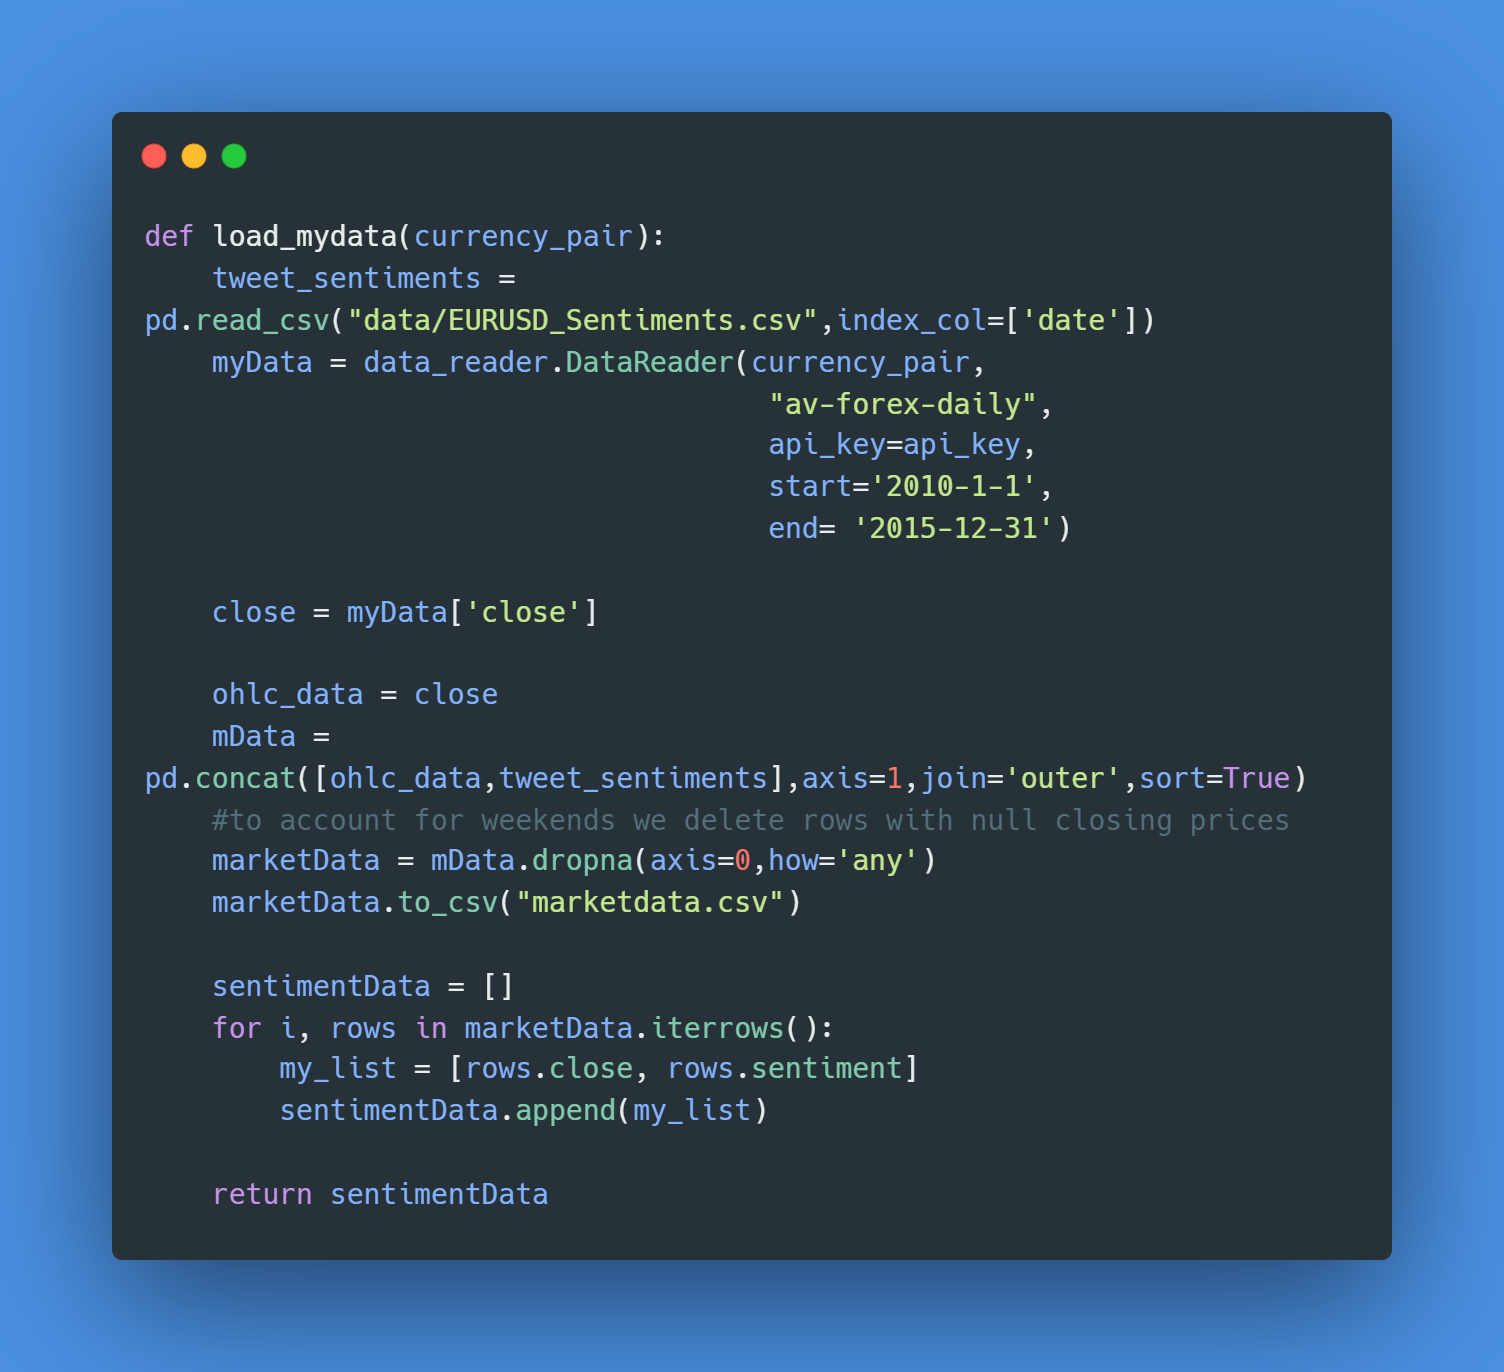 def load_mydata(currency_pair):
    tweet_sentiments =
pd.read_csv("data/EURUSD_Sentiments.csv",index_col=['date'])
    myData = data_reader.DataReader(currency_pair,
                                     "av-forex-daily",
                                     api_key=api_key,
                                     start='2010-1-1',
                                     end= '2015-12-31')

    close = myData['close']

    ohlc_data = close
    mData =
pd.concat([ohlc_data,tweet_sentiments],axis=1,join='outer',sort=True)
    #to account for weekends we delete rows with null closing prices
    marketData = mData.dropna(axis=0,how='any')
    marketData.to_csv("marketdata.csv")

    sentimentData = []
    for i, rows in marketData.iterrows():
        my_list = [rows.close, rows.sentiment]
        sentimentData.append(my_list)

    return sentimentData